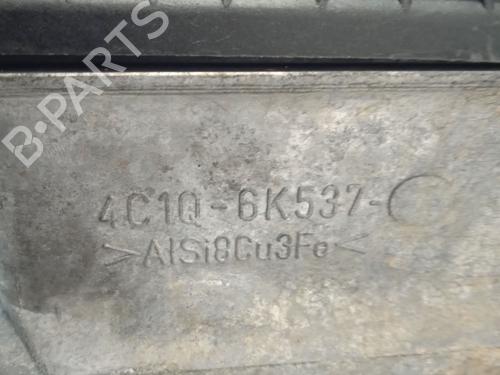 B-PARTS
4C1Q-6K537-
>AlSi8Cu3Fe<